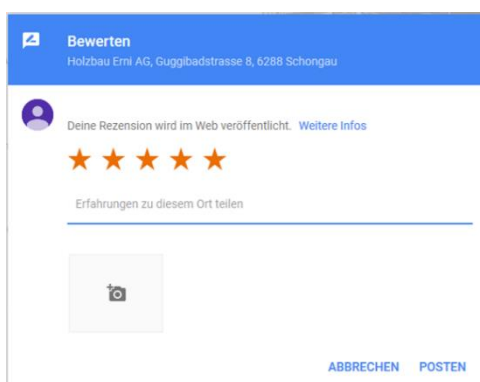 Bewerten
Holzbau Erni AG, Guggibadstrasse 8, 6288 Schongau
Deine Rezension wird im Web veröffentlicht. Weitere Infos
Erfahrungen zu diesem Ort teilen
ABBRECHEN POSTEN